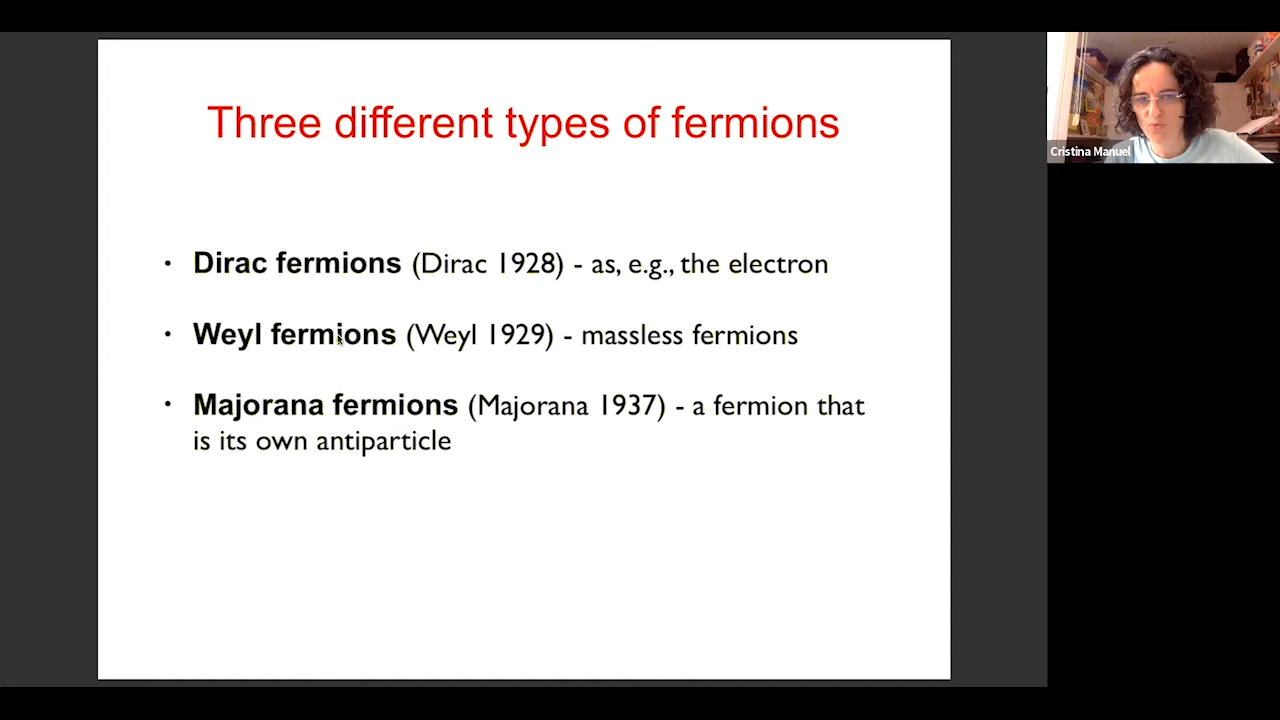 Three different types of fermions
Cristina Manuel
• Dirac fermions (Dirac 1928) - as, e.g., the electron
• Weyl fermions (Weyl 1929) - massless fermions
• Majorana fermions (Majorana 1937) - a fermion that
is its own antiparticle